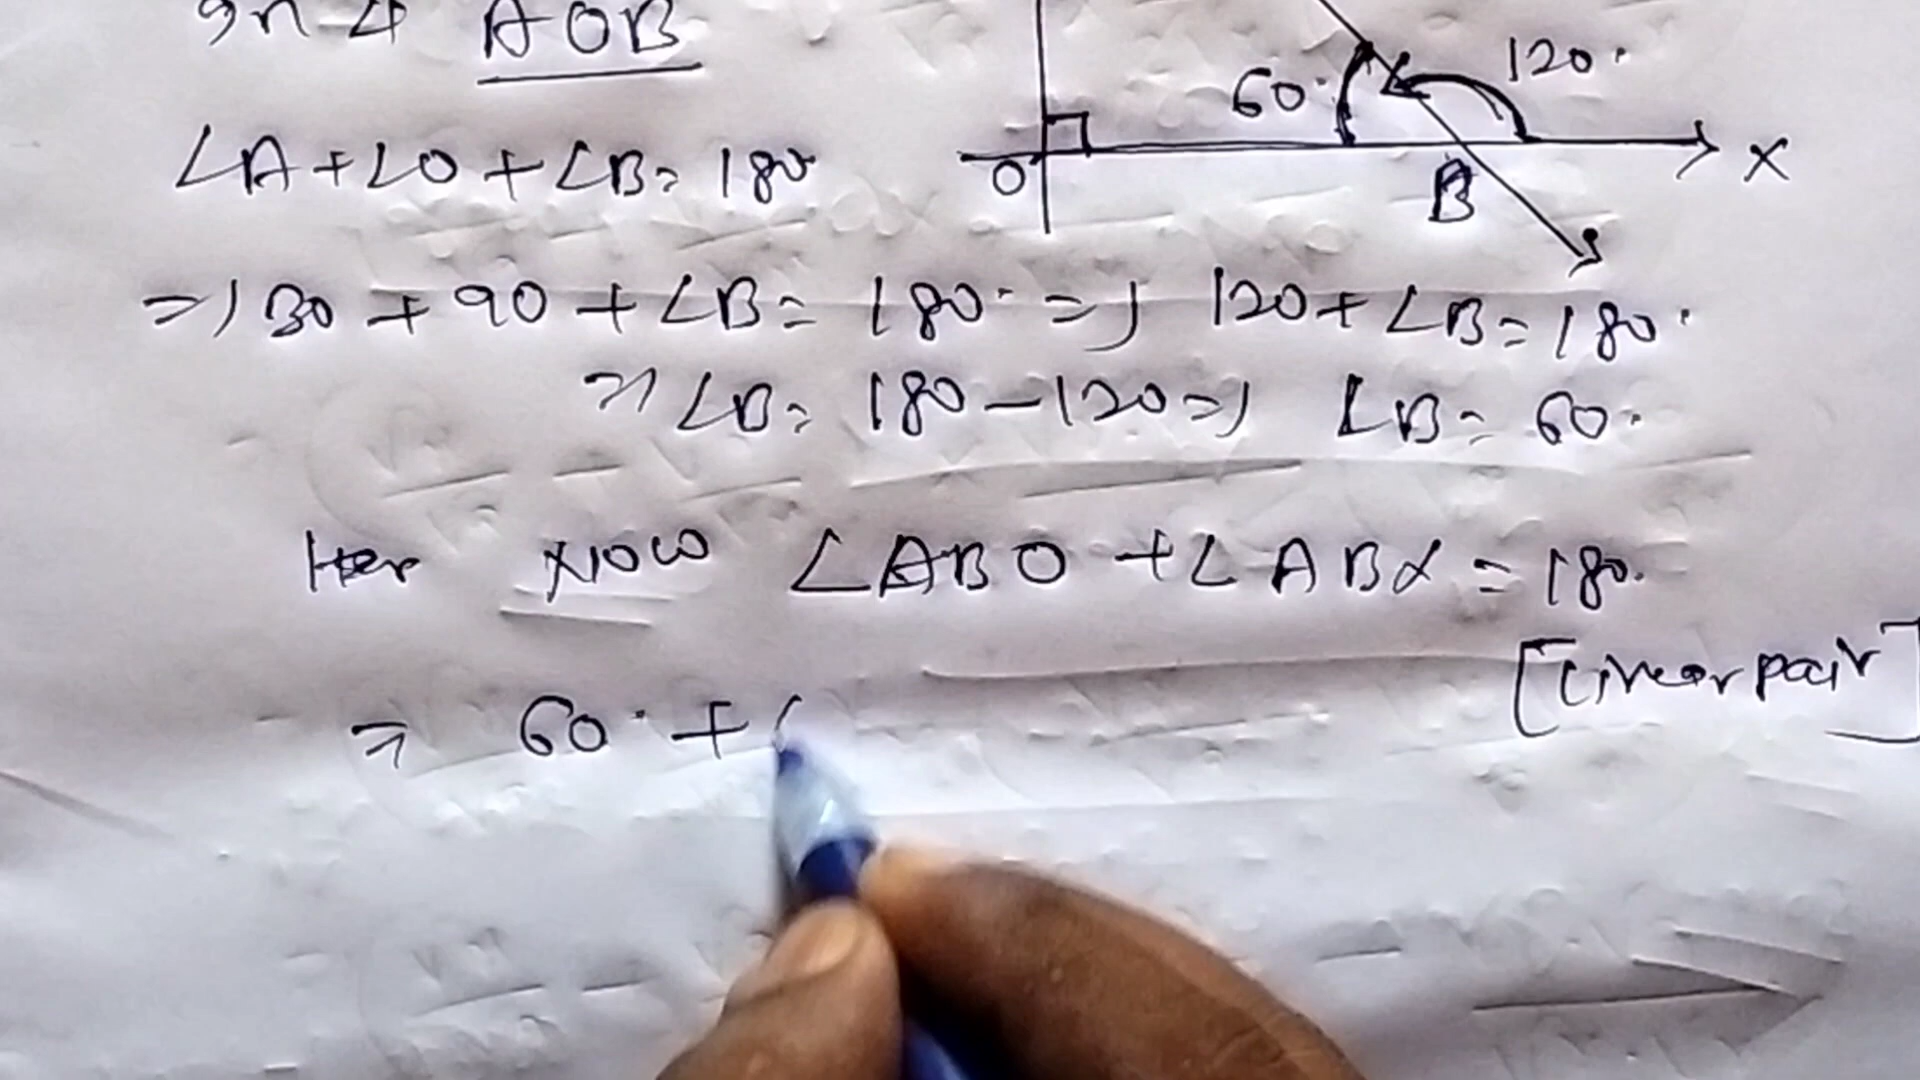 In Δ AOB
∠A + ∠O + ∠B = 180°
60°
120°
O
B
X
=> 30 + 90 + ∠B = 180° => 120 + ∠B = 180°
=> ∠B = 180 - 120 => ∠B = 60°
Her Now ∠ABO + ∠ABX = 180°
[Linear pair]
=> 60° +